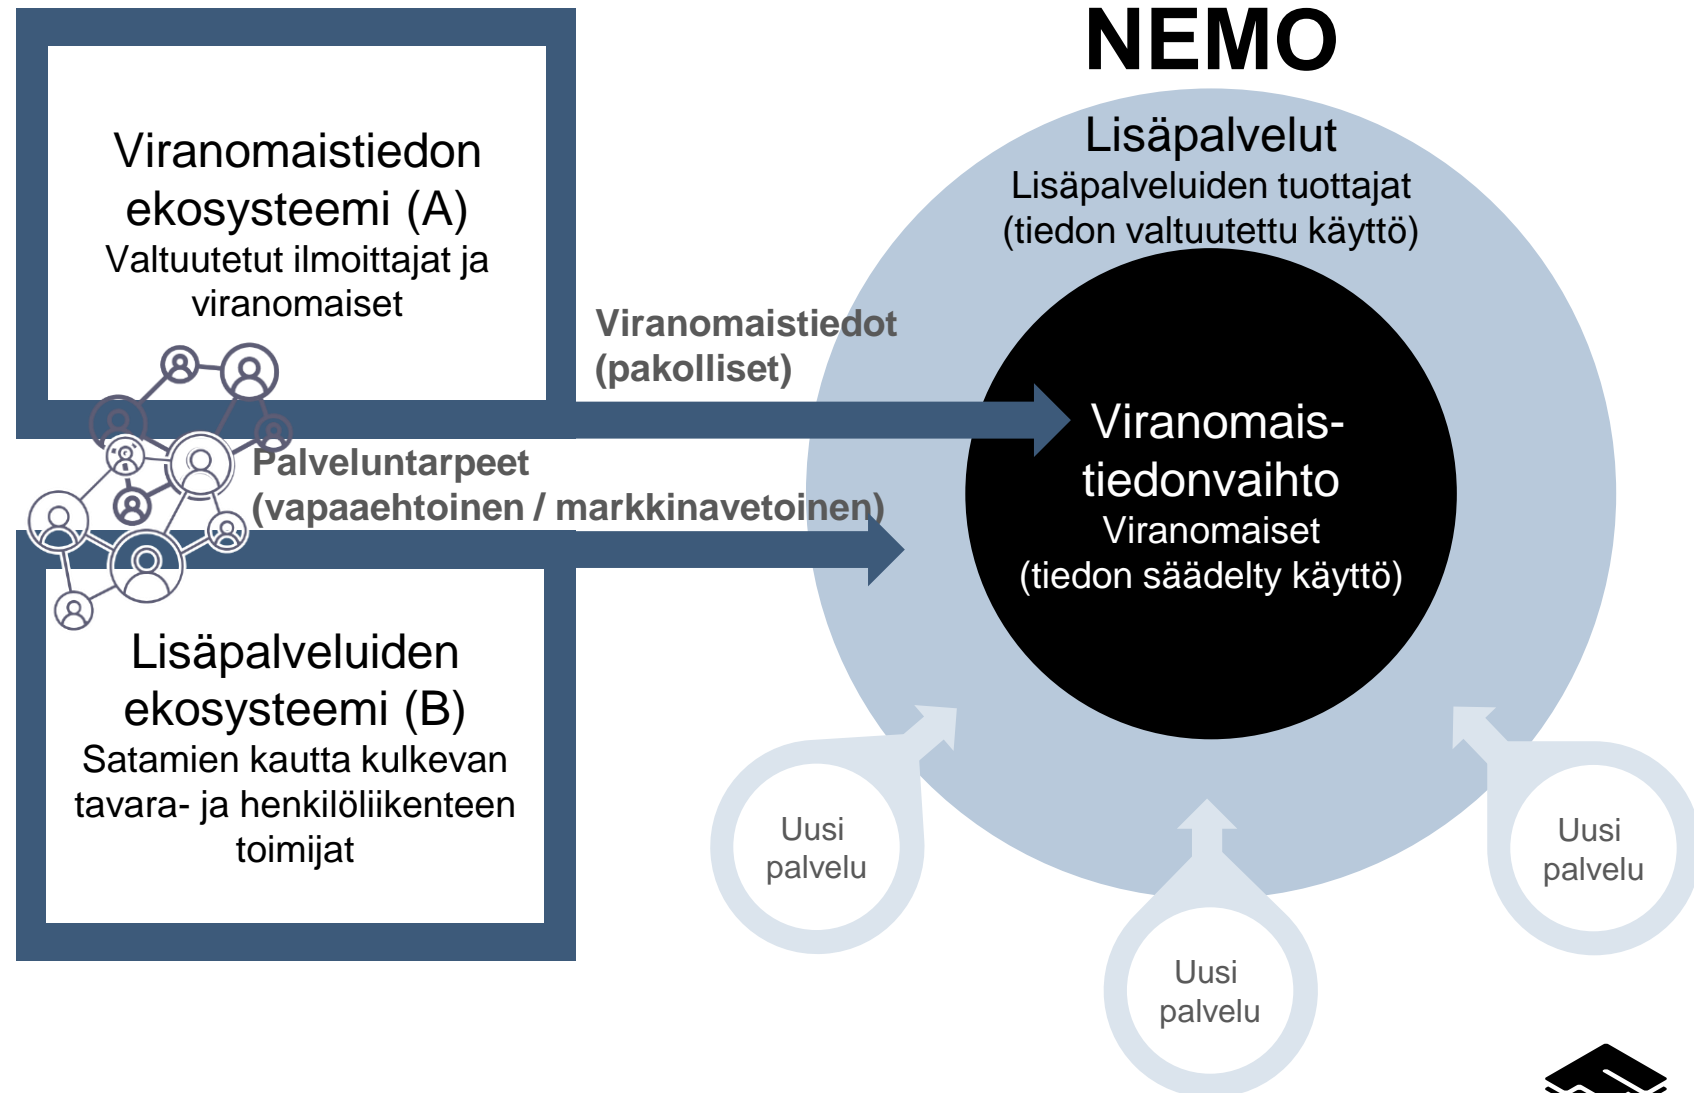 NEMO
Viranomaistiedon
ekosysteemi (A)
Valtuutetut ilmoittajat ja
viranomaiset
Viranomaistiedot
(pakolliset)
Palveluntarpeet
(vapaaehtoinen / markkinavetoinen)
Lisäpalveluiden
ekosysteemi (B)
Satamien kautta kulkevan
tavara- ja henkilöliikenteen
toimijat
Lisäpalvelut
Lisäpalveluiden tuottajat
(tiedon valtuutettu käyttö)
Viranomais-
tiedonvaihto
Viranomaiset
(tiedon säädelty käyttö)
Uusi
palvelu
Uusi
palvelu
Uusi
palvelu